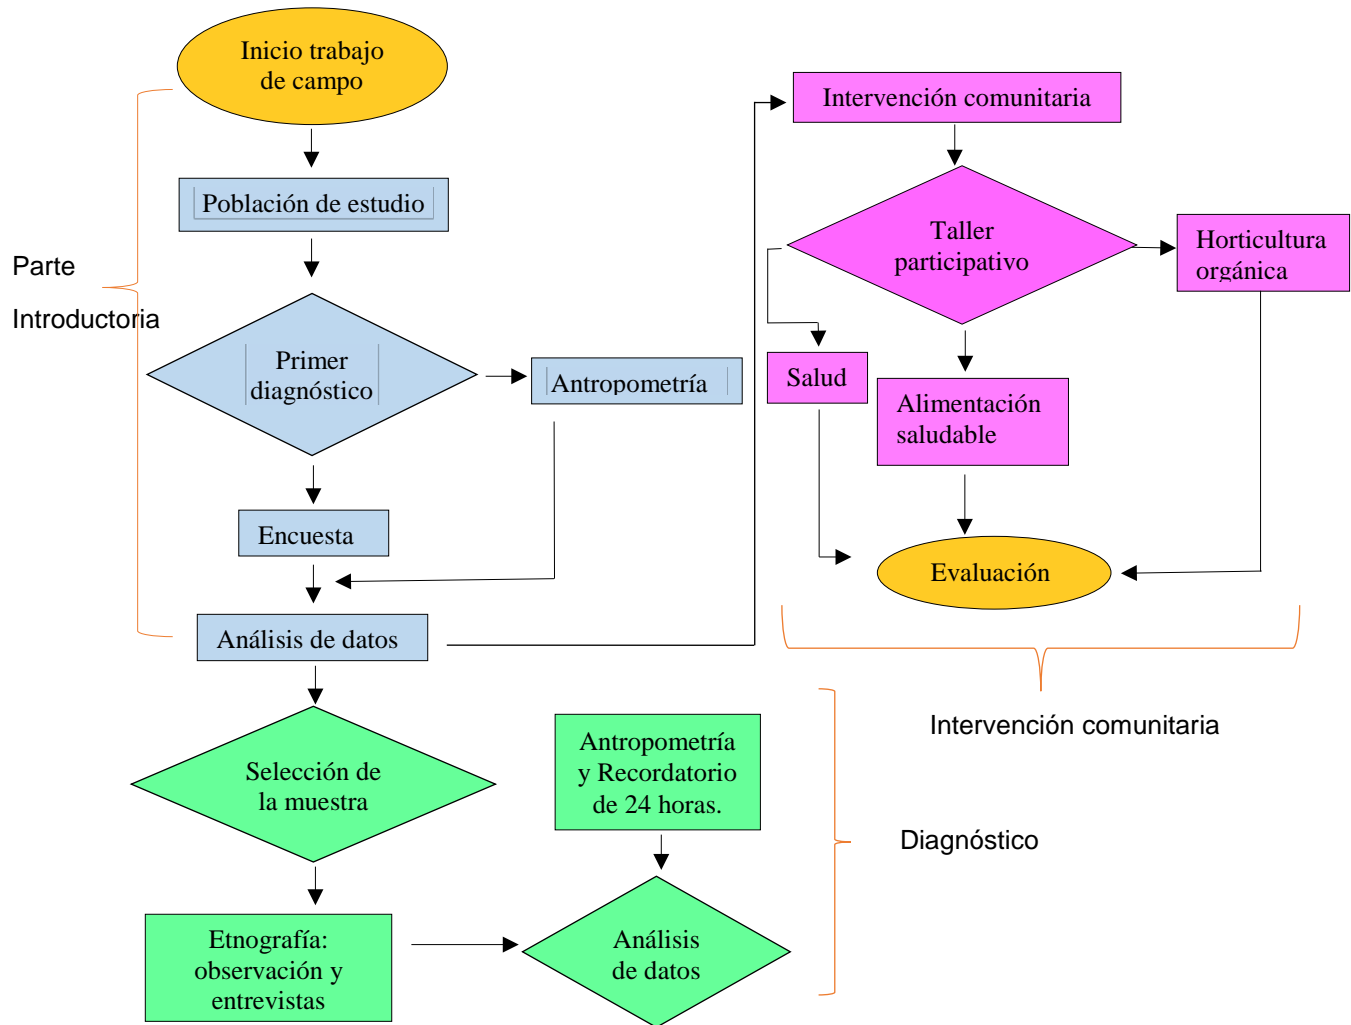 Inicio trabajo
de campo
Población de estudio
Parte
Introductoria
Primer
diagnóstico
Antropometría
Encuesta
Análisis de datos
Selección de
la muestra
Etnografía:
observación y
entrevistas
Antropometría
y Recordatorio
de 24 horas.
Análisis
de datos
Diagnóstico
Intervención comunitaria
Taller
participativo
Horticultura
orgánica
Salud
Alimentación
saludable
Evaluación
Intervención comunitaria